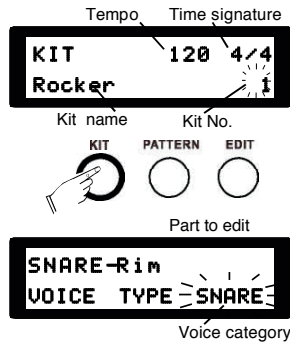 Tempo Time signature
KIT 120 4/4
Rocker 1
Kit name Kit No.
KIT PATTERN EDIT
Part to edit
SNARE-Rim
VOICE TYPE SNARE
Voice category